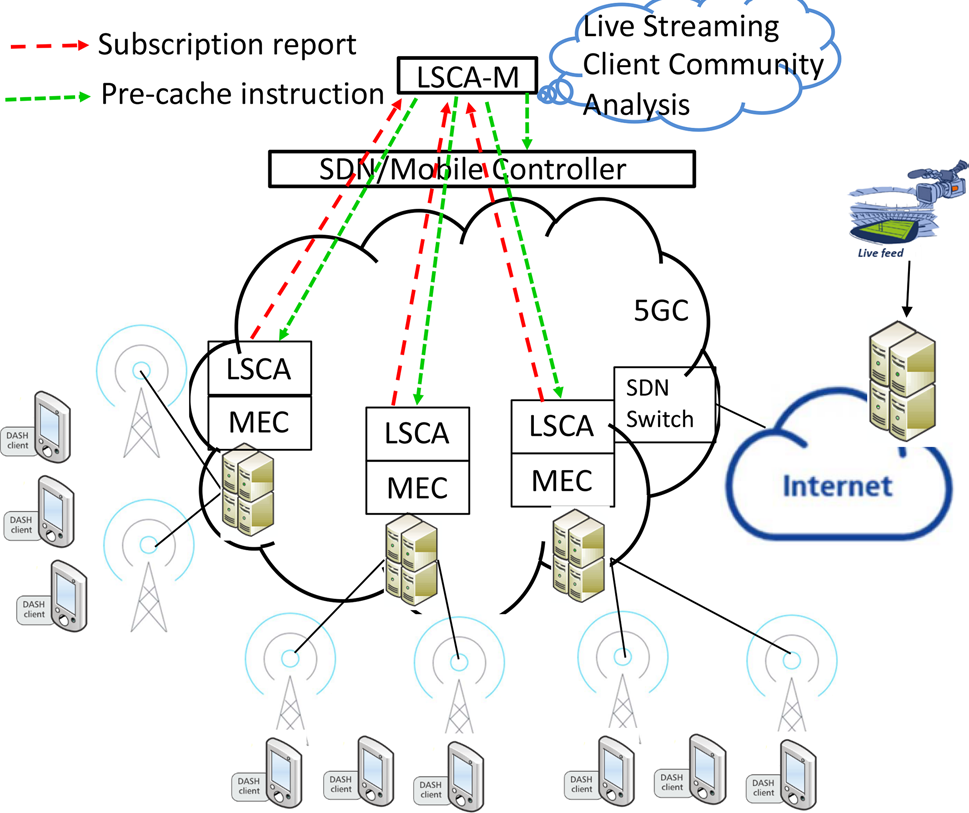 Subscription report
Pre-cache instruction
LSCA-M
Live Streaming
Client Community
Analysis
SDN/Mobile Controller
Live feed
5GC
LSCA
MEC
LSCA
MEC
LSCA
MEC
SDN
Switch
Internet
DASH
client
DASH
client
DASH
client
DASH
client
DASH
client
DASH
client
DASH
client
DASH
client
DASH
client